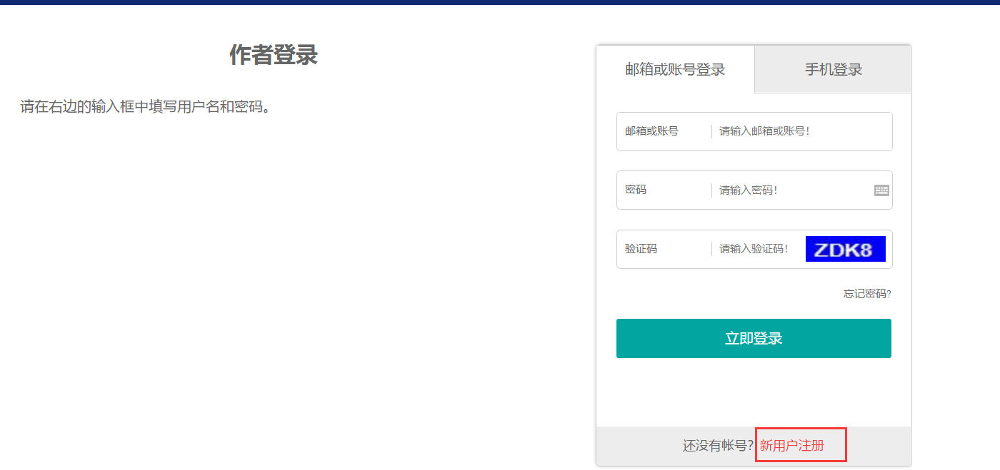 作者登录
请在右边的输入框中填写用户名和密码。
邮箱或账号登录 手机登录
邮箱或账号 请输入邮箱或账号！
密码 请输入密码！
验证码 请输入验证码！ ZDK8
忘记密码?
立即登录
还没有帐号? 新用户注册